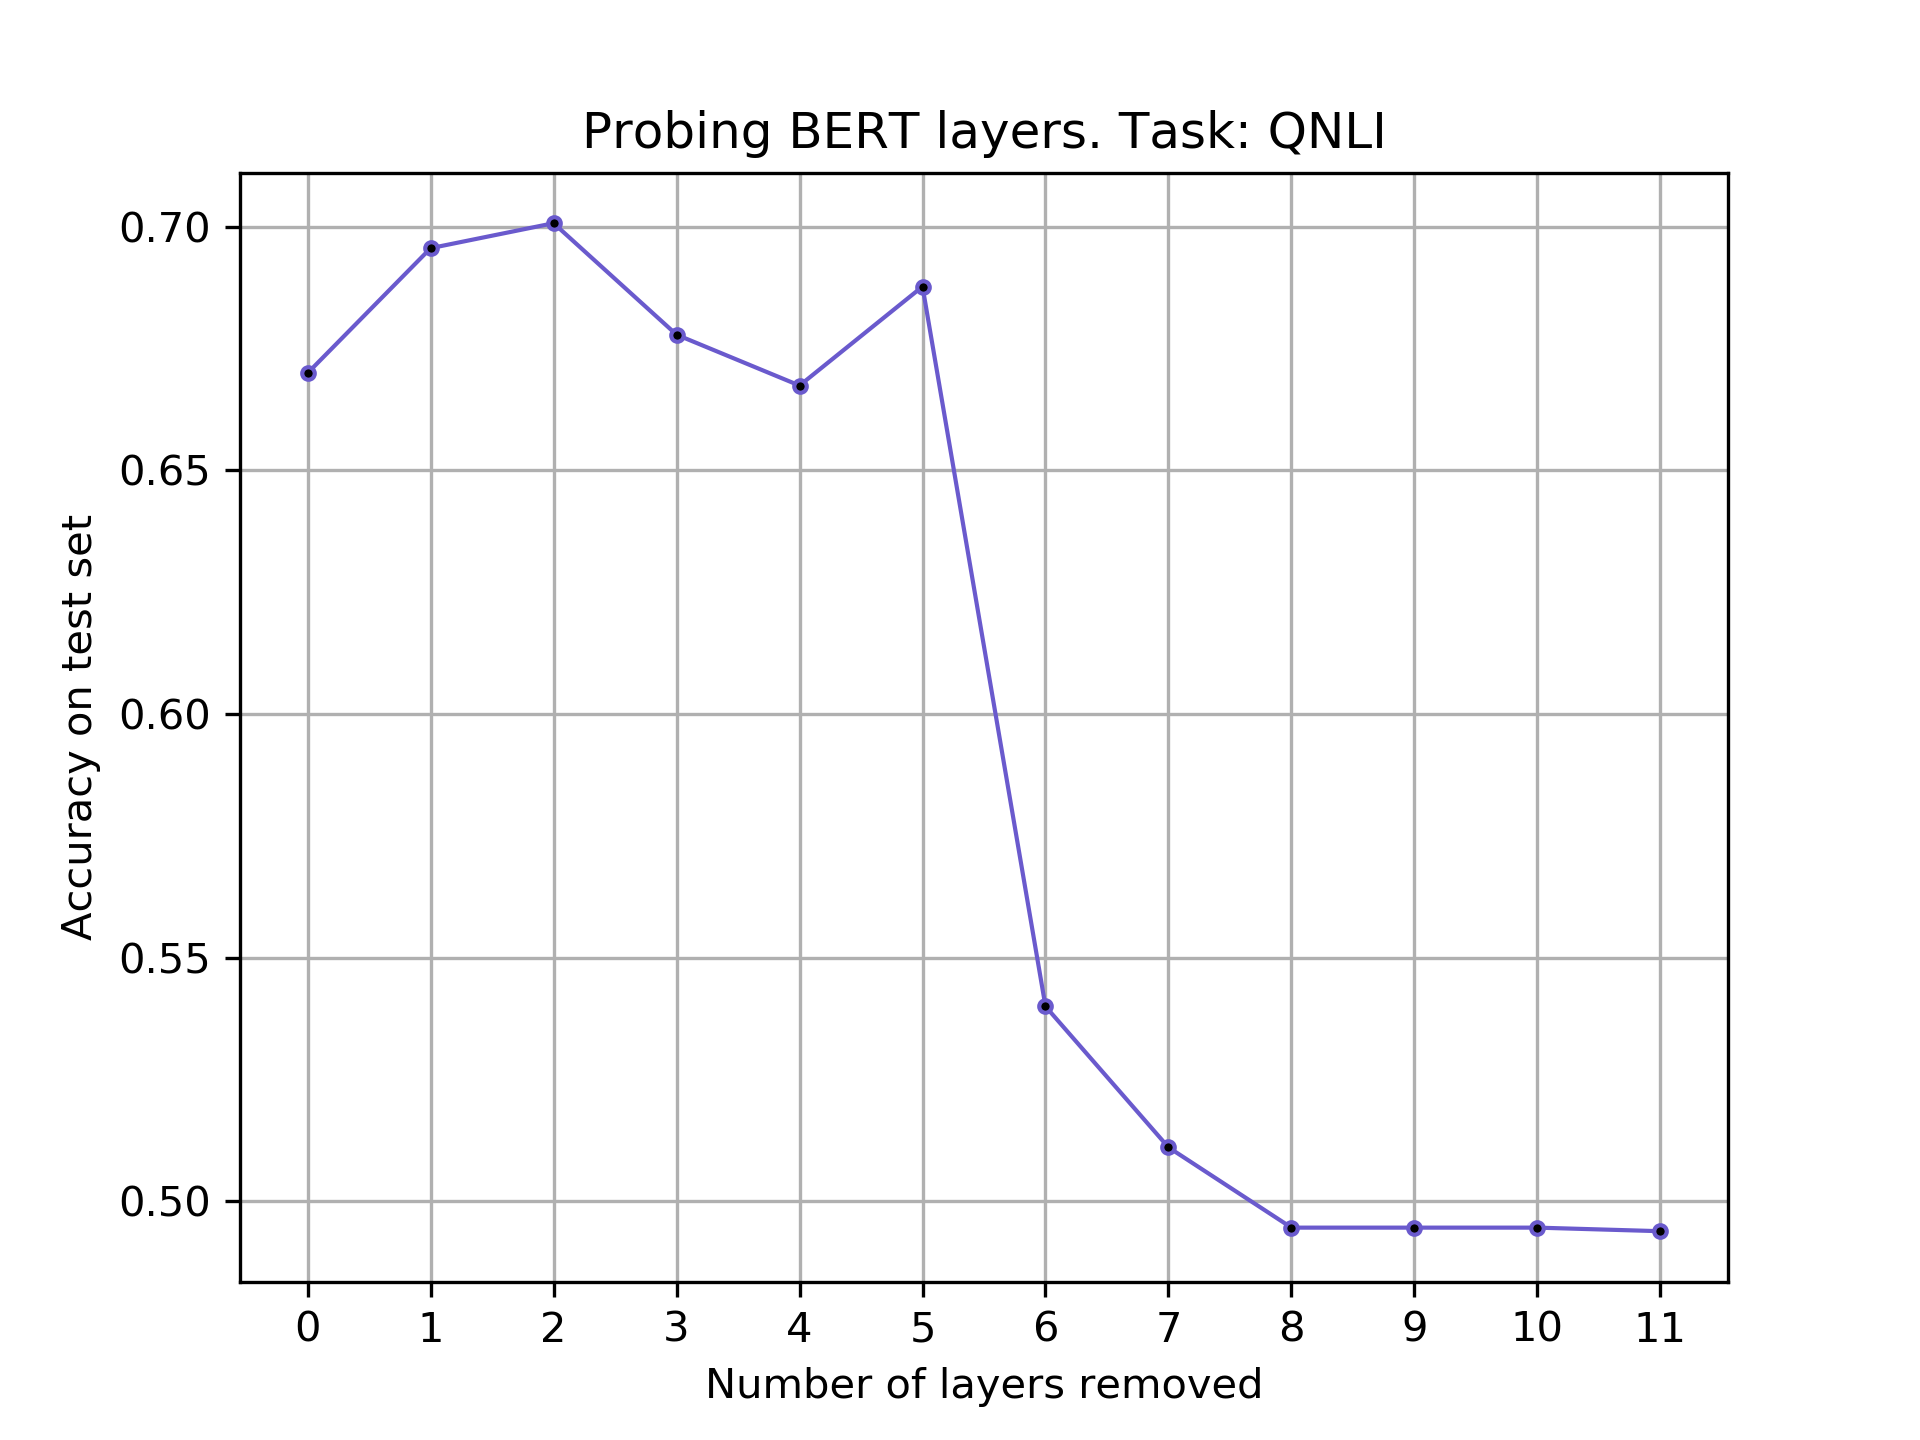 Probing BERT layers. Task: QNLI
0.70
0.65
0.60
0.55
0.50
Accuracy on test set
0 1 2 3 4 5 6 7 8 9 10 11
Number of layers removed